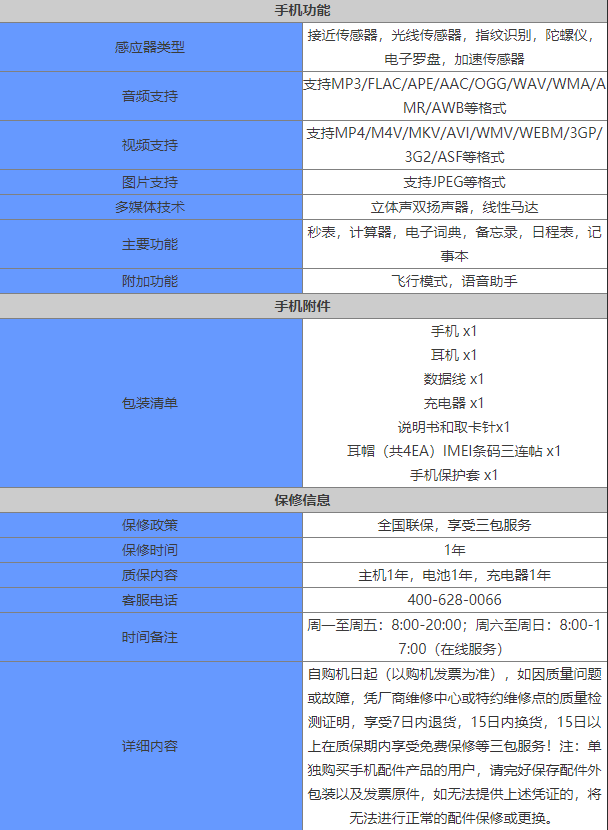 手机功能
感应器类型
接近传感器，光线传感器，指纹识别，陀螺仪，
电子罗盘，加速传感器
音频支持
支持MP3/FLAC/APE/AAC/OGG/WAV/WMA/A
MR/AWB等格式
视频支持
支持MP4/M4V/MKV/AVI/WMV/WEBM/3GP/
3G2/ASF等格式
图片支持
支持JPEG等格式
多媒体技术
立体声双扬声器，线性马达
主要功能
秒表，计算器，电子词典，备忘录，日程表，记
事本
附加功能
飞行模式，语音助手
手机附件
包装清单
手机 x1
耳机 x1
数据线 x1
充电器 x1
说明书和取卡针x1
耳帽（共4EA）IMEI条码三连帖 x1
手机保护套 x1
保修信息
保修政策
全国联保，享受三包服务
保修时间
1年
质保内容
主机1年，电池1年，充电器1年
客服电话
400-628-0066
时间备注
周一至周五：8:00-20:00；周六至周日：8:00-1
7:00（在线服务）
详细内容
自购机日起（以购机发票为准），如因质量问题
或故障，凭厂商维修中心或特约维修点的质量检
测证明，享受7日内退货，15日内换货，15日以
上在质保期内享受免费保修等三包服务！注：单
独购买手机配件产品的用户，请完好保存配件外
包装以及发票原件，如无法提供上述凭证的，将
无法进行正常的配件保修或更换。